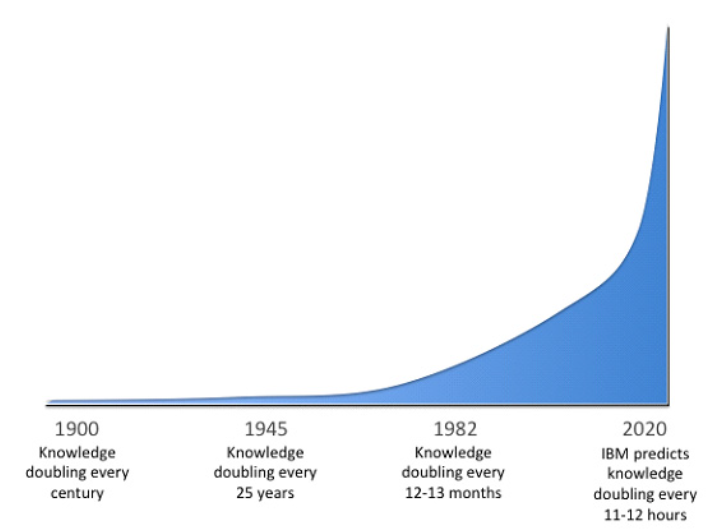 1900
Knowledge
doubling every
century
1945
Knowledge
doubling every
25 years
1982
Knowledge
doubling every
12-13 months
2020
IBM predicts
knowledge
doubling every
11-12 hours